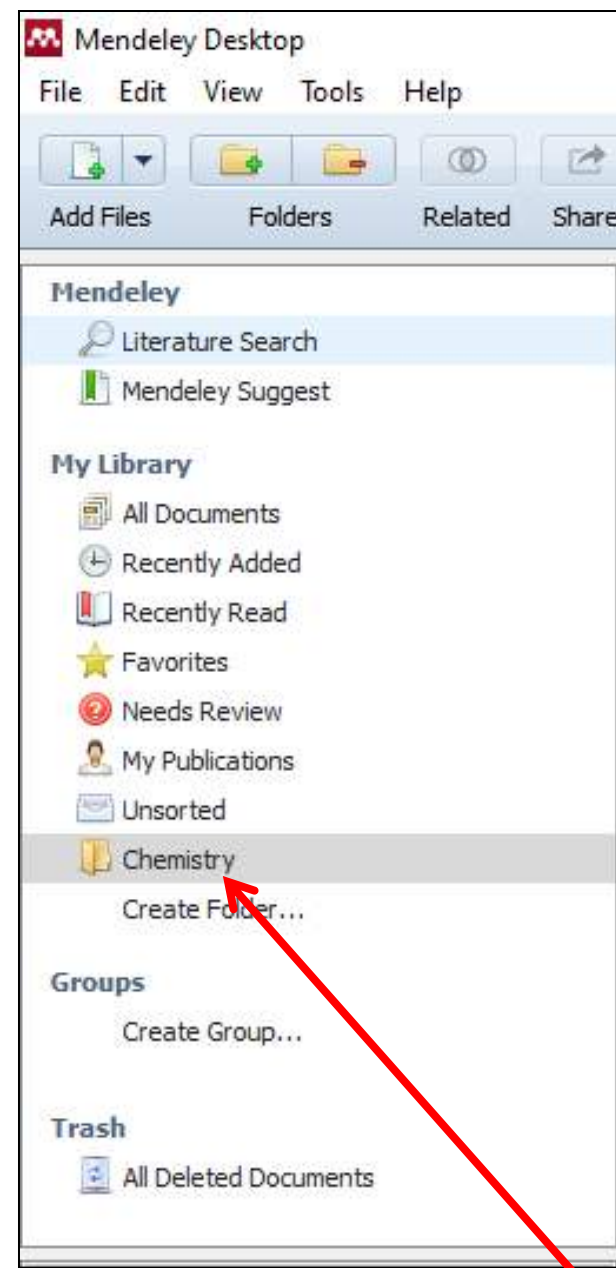 Mendeley Desktop
File Edit View Tools Help
Add Files Folders Related Share
Mendeley
Literature Search
Mendeley Suggest
My Library
All Documents
Recently Added
Recently Read
Favorites
Needs Review
My Publications
Unsorted
Chemistry
Create Folder...
Groups
Create Group...
Trash
All Deleted Documents